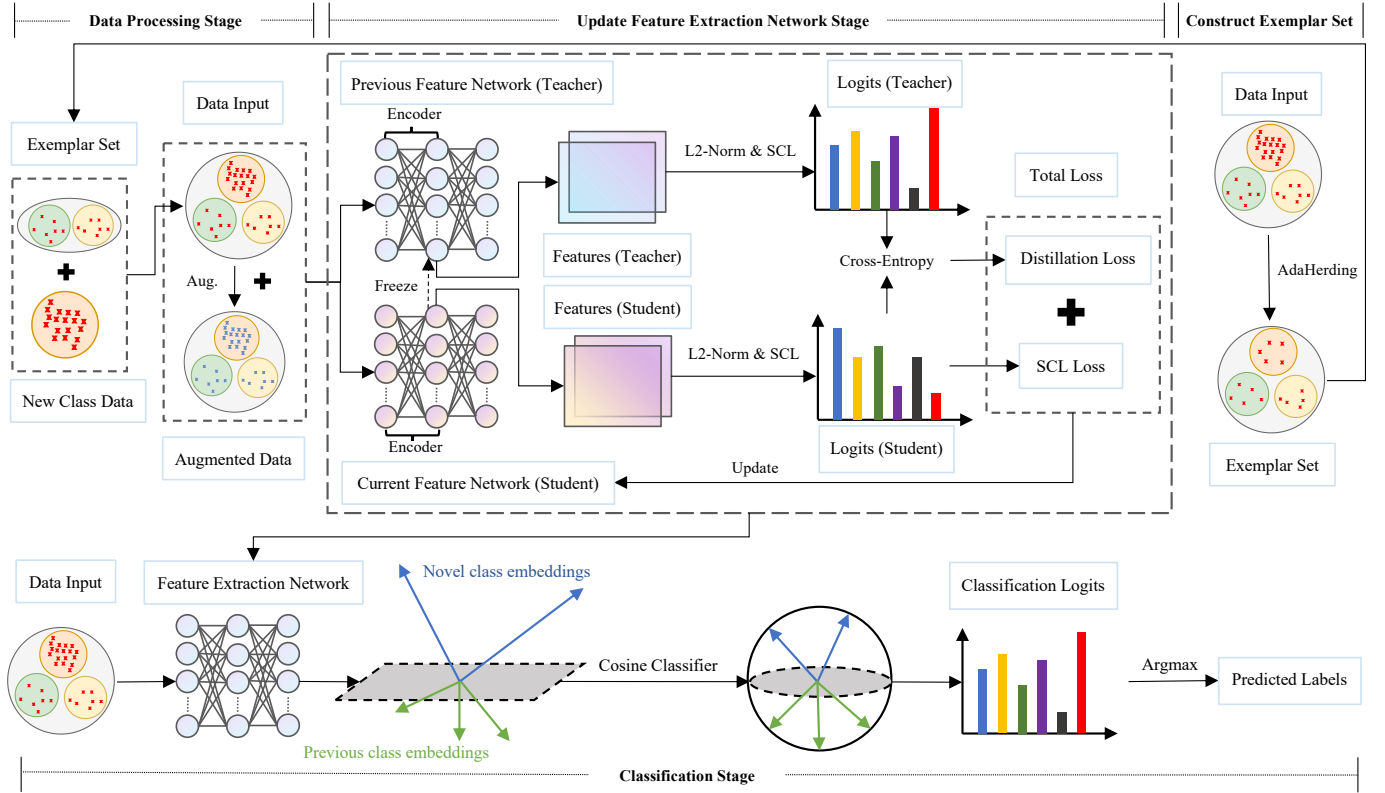 Data Processing Stage
Update Feature Extraction Network Stage
Construct Exemplar Set
Exemplar Set
New Class Data
Data Input
Aug.
Augmented Data
Previous Feature Network (Teacher)
Encoder
Freeze
Encoder
Current Feature Network (Student)
Features (Teacher)
Features (Student)
L2-Norm & SCL
L2-Norm & SCL
Logits (Teacher)
Cross-Entropy
Logits (Student)
Total Loss
Distillation Loss
SCL Loss
Update
Data Input
AdaHerding
Exemplar Set
Data Input
Feature Extraction Network
Novel class embeddings
Previous class embeddings
Cosine Classifier
Classification Logits
Argmax
Predicted Labels
Classification Stage